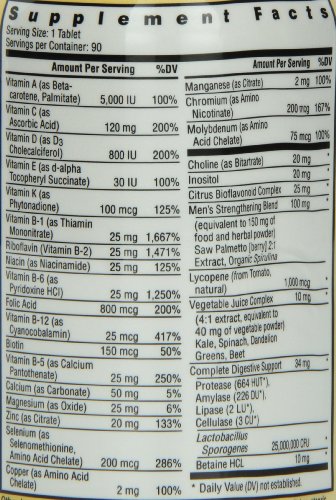 Supplement Facts
Serving Size: 1 Tablet
Servings per Container: 90
Amount Per Serving %DV
Vitamin A (as Beta-
carotene, Palmitate) 5,000 IU 100%
Vitamin C (as
Ascorbic Acid) 120 mg 200%
Vitamin D (as D3
Cholecalciferol) 800 IU 200%
Vitamin E (as d-alpha
Tocopheryl Succinate) 30 IU 100%
Vitamin K (as
Phytonadione) 100 mcg 125%
Vitamin B-1 (as Thiamin
Mononitrate) 25 mg 1,667%
Riboflavin (Vitamin B-2) 25 mg 1,471%
Niacin (as Niacinamide) 25 mg 125%
Vitamin B-6 (as
Pyridoxine HCl) 25 mg 1,250%
Folic Acid 800 mcg 200%
Vitamin B-12 (as
Cyanocobalamin) 25 mcg 417%
Biotin 150 mcg 50%
Vitamin B-5 (as Calcium
Pantothenate) 25 mg 250%
Calcium (as Carbonate) 50 mg 5%
Magnesium (as Oxide) 25 mg 6%
Zinc (as Citrate) 20 mg 133%
Selenium (as
Selenomethionine,
Amino Acid Chelate) 200 mcg 286%
Copper (as Amino Acid
Chelate) 2 mg 100%
Amount Per Serving %DV
Manganese (as Citrate) 2 mg 100%
Chromium (as Amino
Nicotinate) 200 mcg 167%
Molybdenum (as Amino
Acid Chelate) 75 mcg 100%
Choline (as Bitartrate) 20 mg *
Inositol 20 mg *
Citrus Bioflavonoid Complex 25 mg *
Men's Strengthening Blend 100 mg *
(equivalent to 150 mg of
food and herbal powder)
Saw Palmetto [berry] 2:1
Extract, Organic Spirulina
Lycopene (from Tomato,
natural) 1,000 mcg *
Vegetable Juice Complex 10 mg *
(4:1 extract, equivalent to
40 mg of vegetable powder)
Kale, Spinach, Dandelion
Greens, Beet
Complete Digestive Support 34 mg *
Protease (664 HUT*),
Amylase (226 DU*),
Lipase (2 LU*),
Cellulase (3 CU*)
Lactobacillus
Sporogenes 25,000,000 CFU *
Betaine HCL 10 mg *
* Daily Value (DV) not established.